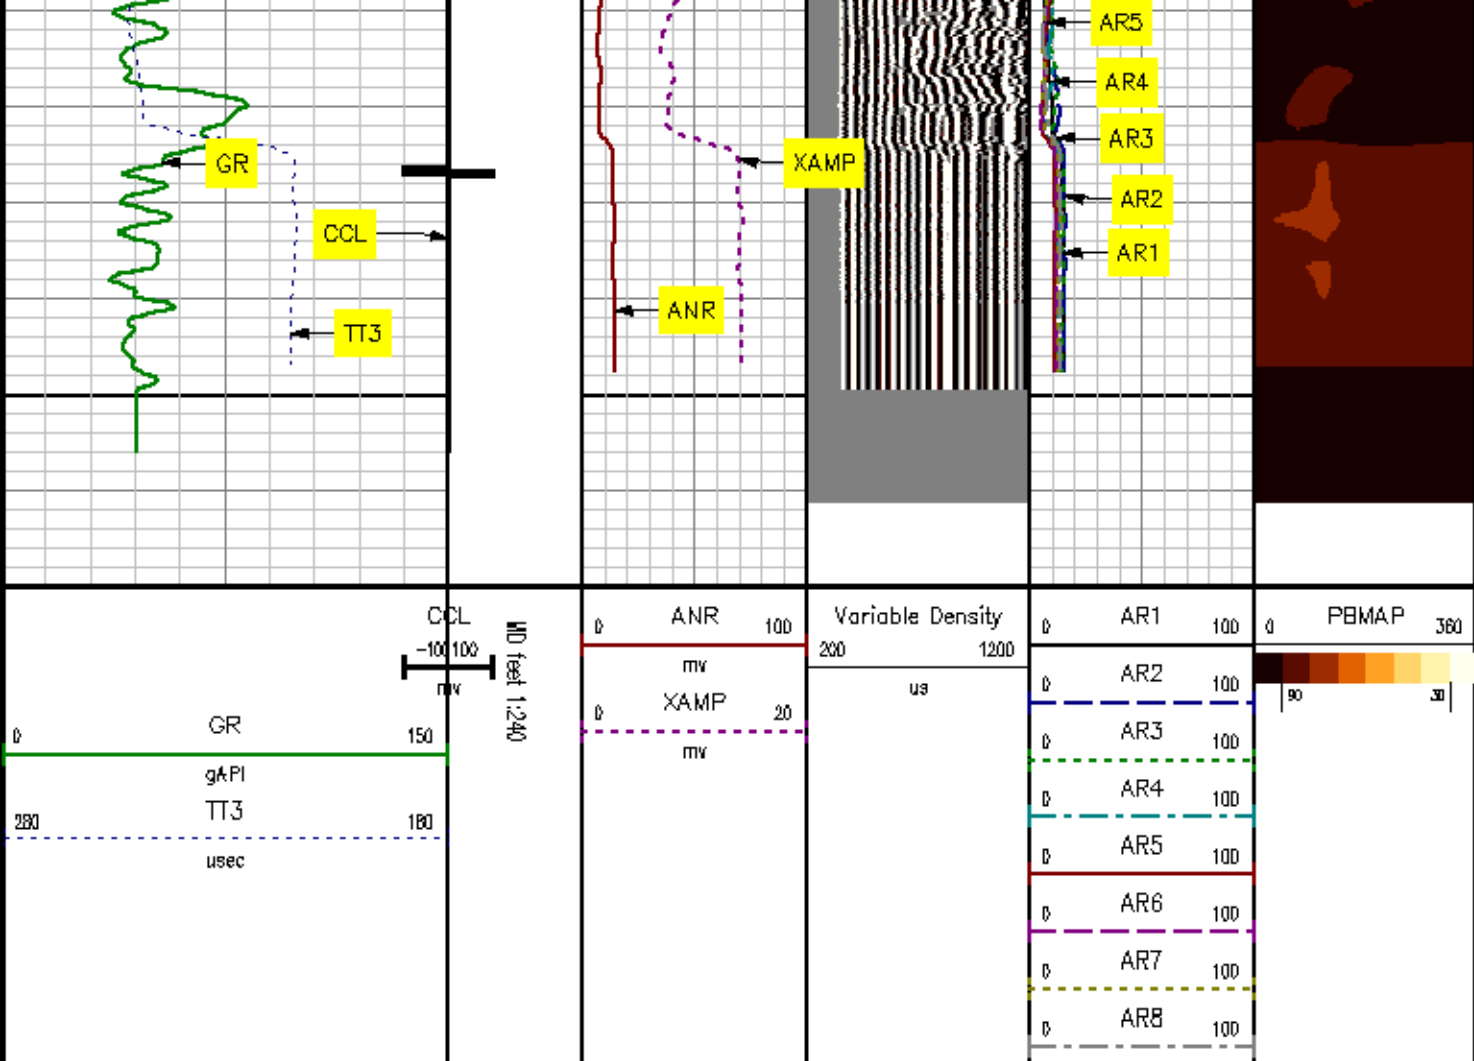 AR5
AR4
AR3
GR
XAMP
AR2
CCL
AR1
ANR
TT3
CCL
-100 100
mv
GR
0 150
gAPI
TT3
280 180
usec
MD feet 1:240
ANR
0 100
mv
XAMP
0 20
mv
Variable Density
200 1200
us
AR1
0 100
AR2
0 100
AR3
0 100
AR4
0 100
AR5
0 100
AR6
0 100
AR7
0 100
AR8
0 100
PBMAP
0 360
90 30